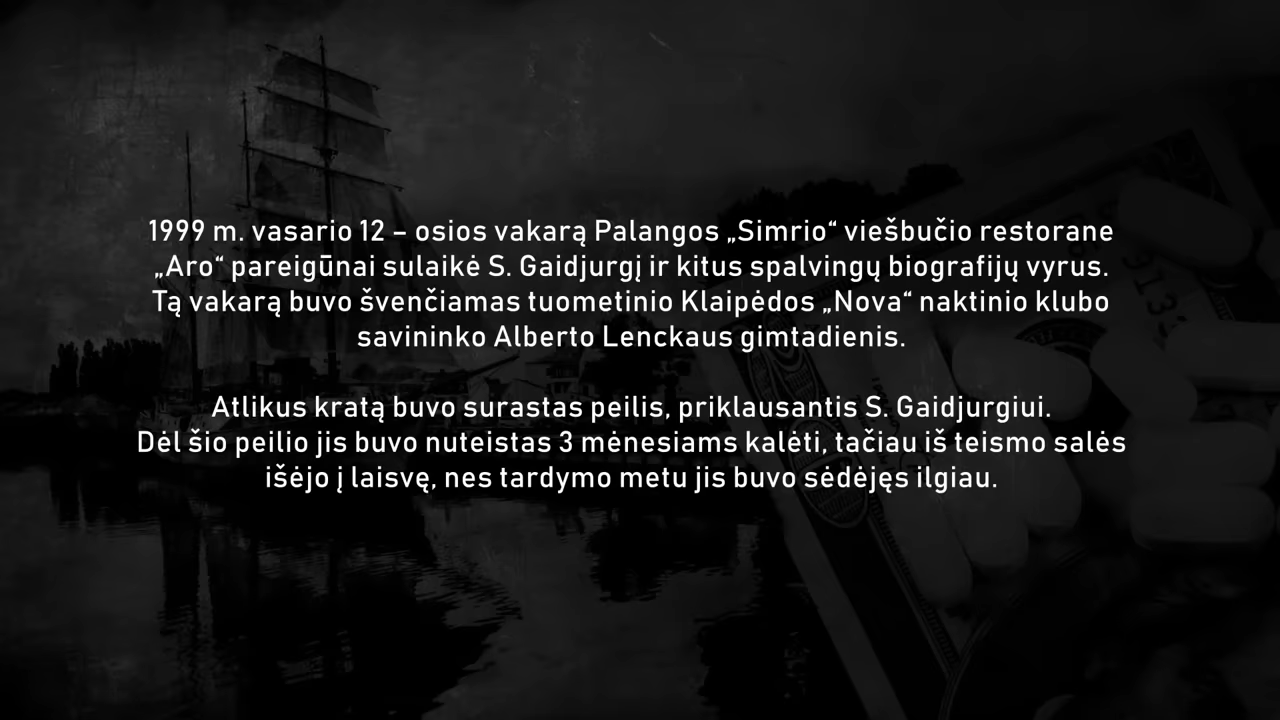 1999 m. vasario 12 – osios vakarą Palangos „Simrio“ viešbučio restorane
„Aro“ pareigūnai sulaikė S. Gaidjurgį ir kitus spalvingų biografijų vyrus.
Tą vakarą buvo švenčiamas tuometinio Klaipėdos „Nova“ naktinio klubo
savininko Alberto Lenckaus gimtadienis.
Atlikus kratą buvo surastas peilis, priklausantis S. Gaidjurgiui.
Dėl šio peilio jis buvo nuteistas 3 mėnesiams kalėti, tačiau iš teismo salės
išėjo į laisvę, nes tardymo metu jis buvo sėdėjęs ilgiau.